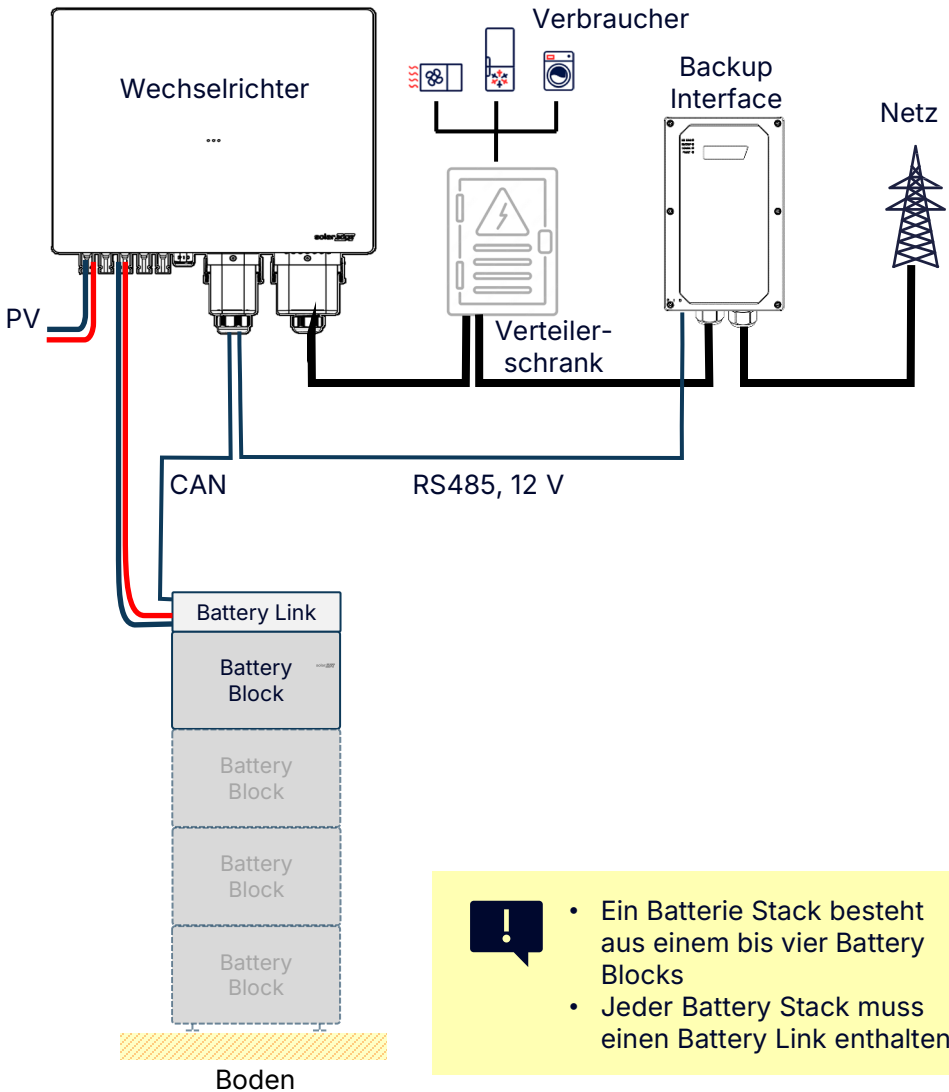 Verbraucher
Wechselrichter
Backup
Interface
Netz
solaredge
PV
Verteiler-
schrank
CAN
RS485, 12 V
Battery Link
Battery
Block
Battery
Block
Battery
Block
Battery
Block
Boden
!
• Ein Batterie Stack besteht
aus einem bis vier Battery
Blocks
• Jeder Battery Stack muss
einen Battery Link enthalten